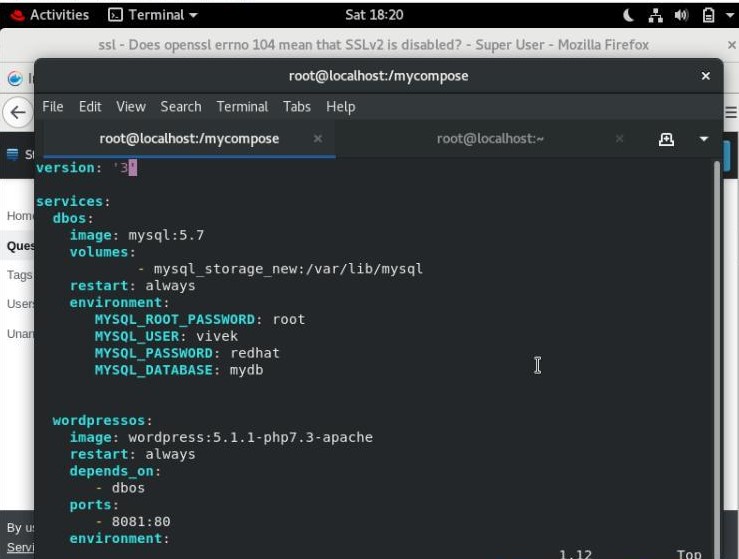 Activities Terminal Sat 18:20
ssl - Does openssl errno 104 mean that SSLv2 is disabled? - Super User - Mozilla Firefox
root@localhost:/mycompose
File Edit View Search Terminal Tabs Help
root@localhost:/mycompose root@localhost:~
version: '3'
services:
dbos:
image: mysql:5.7
volumes:
- mysql_storage_new:/var/lib/mysql
restart: always
environment:
MYSQL_ROOT_PASSWORD: root
MYSQL_USER: vivek
MYSQL_PASSWORD: redhat
MYSQL_DATABASE: mydb
wordpressos:
image: wordpress:5.1.1-php7.3-apache
restart: always
depends_on:
- dbos
ports:
- 8081:80
environment:
1,12 Top
Hom
Ques
Tags
User
Unan
By u
Servi